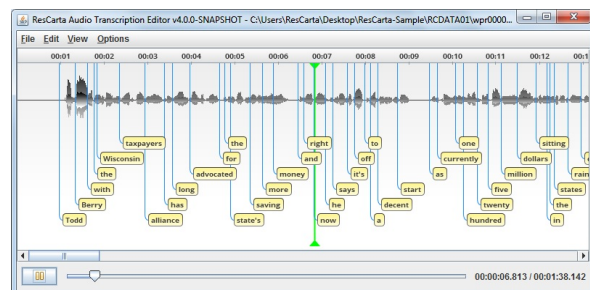 ResCarta Audio Transcription Editor v4.0.0-SNAPSHOT - C:\Users\ResCarta\Desktop\ResCarta-Sample\RCDATA01\wpr0000...
File Edit View Options
00:01 00:02 00:03 00:04 00:05 00:06 00:07 00:08 00:09 00:10 00:11 00:12 00:1
taxpayers the right to one sitting
Wisconsin for and off currently dollars
the advocated money it's as million rain
with long more says start five states
Berry has saving he decent twenty the
Todd alliance state's now a hundred in
00:00:06.813 / 00:01:38.142